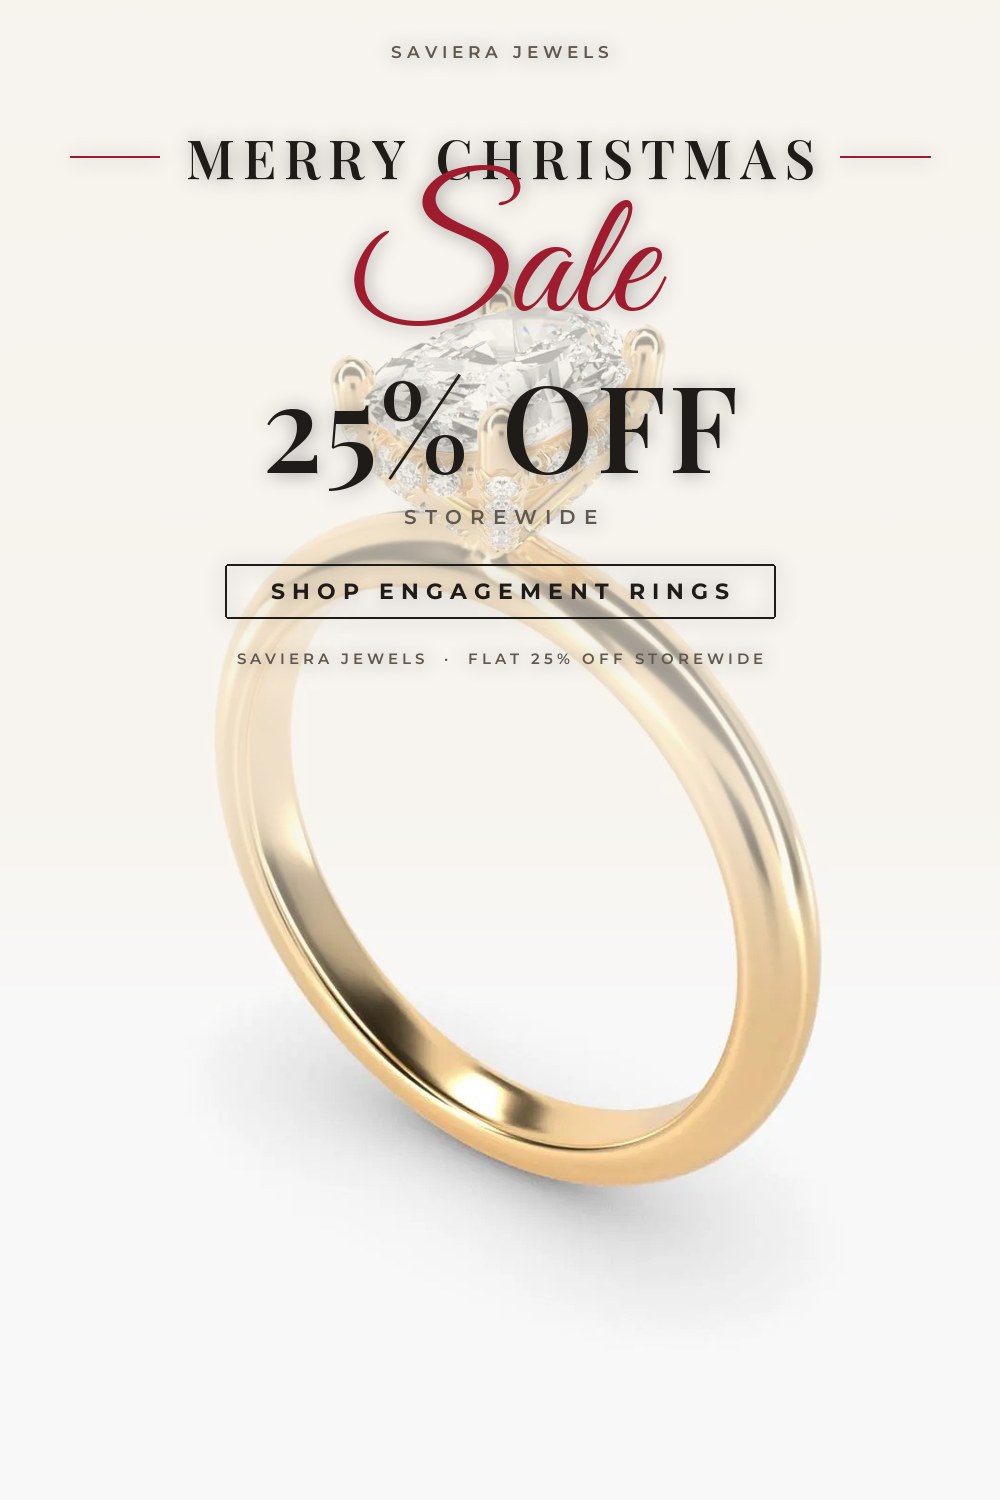 SAVIERA JEWELS
MERRY CHRISTMAS
Sale
25% OFF
STOREWIDE
SHOP ENGAGEMENT RINGS
SAVIERA JEWELS · FLAT 25% OFF STOREWIDE